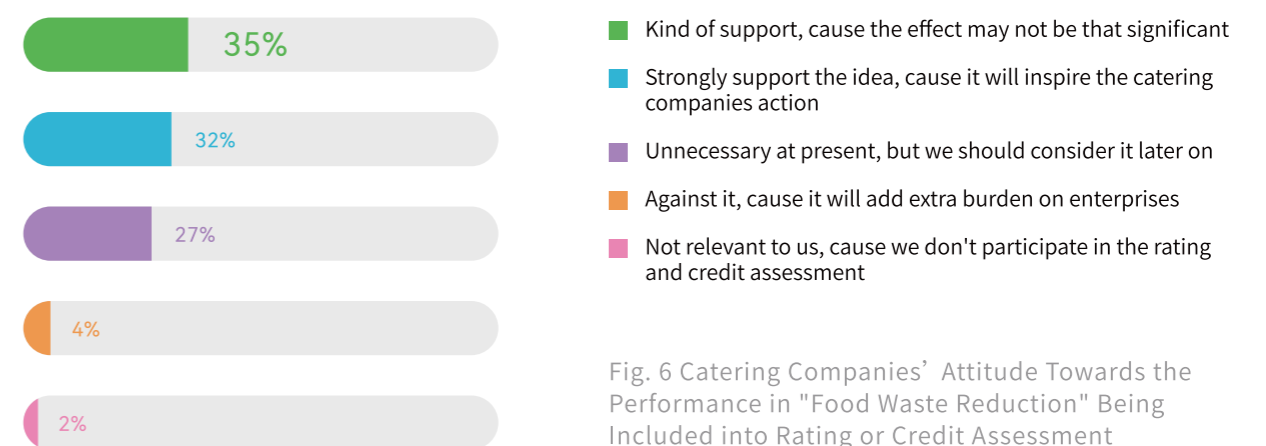 35%
32%
27%
4%
2%
Kind of support, cause the effect may not be that significant
Strongly support the idea, cause it will inspire the catering
companies action
Unnecessary at present, but we should consider it later on
Against it, cause it will add extra burden on enterprises
Not relevant to us, cause we don't participate in the rating
and credit assessment
Fig. 6 Catering Companies’ Attitude Towards the
Performance in "Food Waste Reduction" Being
Included into Rating or Credit Assessment